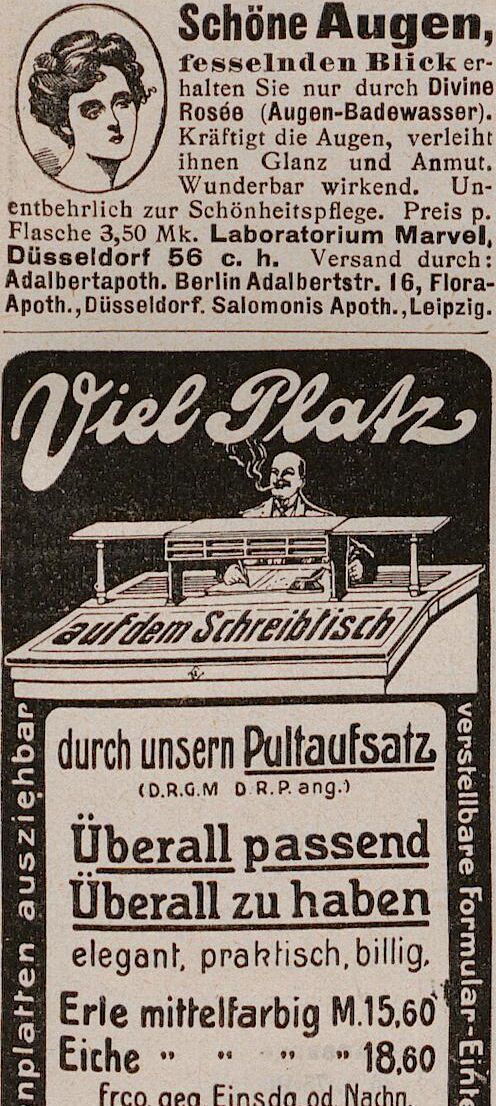 Schöne Augen,
fesselnden Blick er-
halten Sie nur durch Divine
Rosée (Augen-Badewasser).
Kräftigt die Augen, verleiht
ihnen Glanz und Anmut.
Wunderbar wirkend. Un-
entbehrlich zur Schönheitspflege. Preis p.
Flasche 3,50 Mk. Laboratorium Marvel,
Düsseldorf 56 c. h. Versand durch:
Adalbertapoth. Berlin Adalbertstr. 16, Flora-
Apoth., Düsseldorf. Salomonis Apoth., Leipzig.
Viel Platz
auf dem Schreibtisch
durch unsern Pultaufsatz
(D.R.G.M D.R.P. ang.)
Überall passend
Überall zu haben
elegant, praktisch, billig.
Erle mittelfarbig M.15,60
Eiche " " " " 18,60
frco. geg. Einsdg. od. Nachn.
ausziehbar
verstellbare Formular-